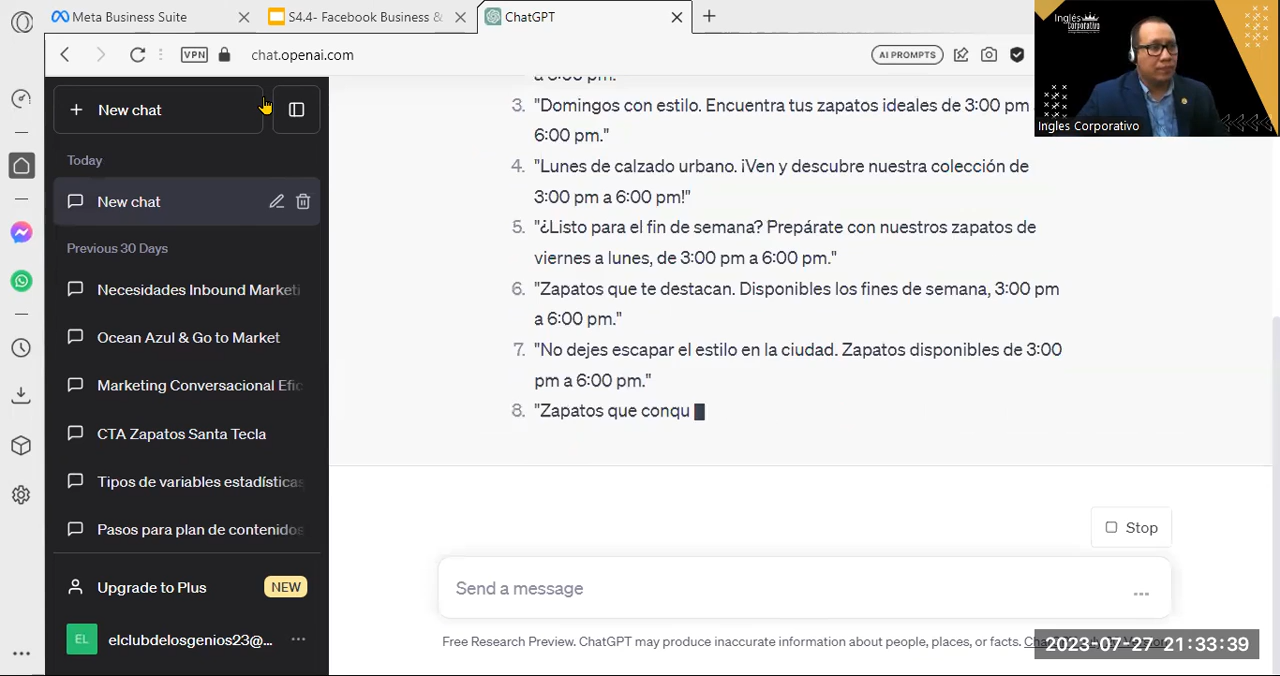 Meta Business Suite
S4.4- Facebook Business &
ChatGPT
VPN
chat.openai.com
AI PROMPTS
Inglés
Corporativo
Ingles Corporativo
New chat
Today
New chat
Previous 30 Days
Necesidades Inbound Marketi
Ocean Azul & Go to Market
Marketing Conversacional Efic
CTA Zapatos Santa Tecla
Tipos de variables estadísticas
Pasos para plan de contenidos
Upgrade to Plus
NEW
EL
elclubdelosgenios23@...
a 6:00 pm."
3. "Domingos con estilo. Encuentra tus zapatos ideales de 3:00 pm
6:00 pm."
4. "Lunes de calzado urbano. ¡Ven y descubre nuestra colección de
3:00 pm a 6:00 pm!"
5. "¿Listo para el fin de semana? Prepárate con nuestros zapatos de
viernes a lunes, de 3:00 pm a 6:00 pm."
6. "Zapatos que te destacan. Disponibles los fines de semana, 3:00 pm
a 6:00 pm."
7. "No dejes escapar el estilo en la ciudad. Zapatos disponibles de 3:00
pm a 6:00 pm."
8. "Zapatos que conqu
Stop
Send a message
Free Research Preview. ChatGPT may produce inaccurate information about people, places, or facts.
2023-07-27 21:33:39